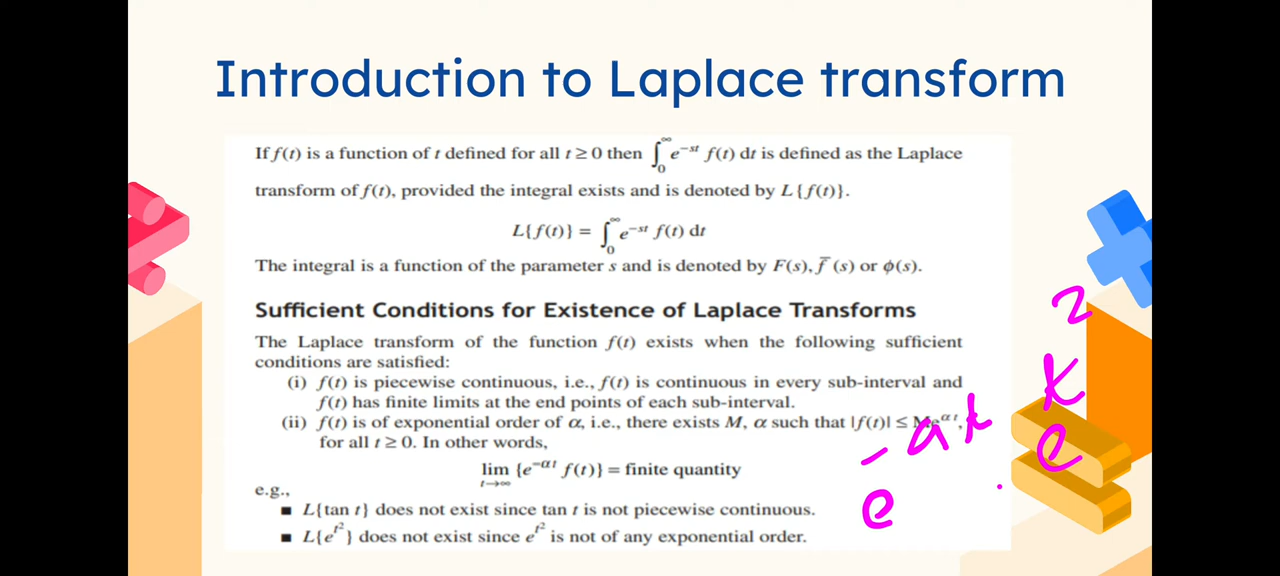 Introduction to Laplace transform
If f(t) is a function of t defined for all t ≥ 0 then ∫₀^∞ e^{−st} f(t) dt is defined as the Laplace
transform of f(t), provided the integral exists and is denoted by L{f(t)}.
L{f(t)} = ∫₀^∞ e^{−st} f(t) dt
The integral is a function of the parameter s and is denoted by F(s), f̄ (s) or ϕ(s).
Sufficient Conditions for Existence of Laplace Transforms
The Laplace transform of the function f(t) exists when the following sufficient
conditions are satisfied:
(i) f(t) is piecewise continuous, i.e., f(t) is continuous in every sub-interval and
f(t) has finite limits at the end points of each sub-interval.
(ii) f(t) is of exponential order of α, i.e., there exists M, α such that |f(t)| ≤ Me^{αt},
for all t ≥ 0. In other words,
lim_{t→∞} {e^{−αt} f(t)} = finite quantity
e.g.,
■ L{tan t} does not exist since tan t is not piecewise continuous.
■ L{e^{t²}} does not exist since e^{t²} is not of any exponential order.
e^{-at} . e^{t^2}